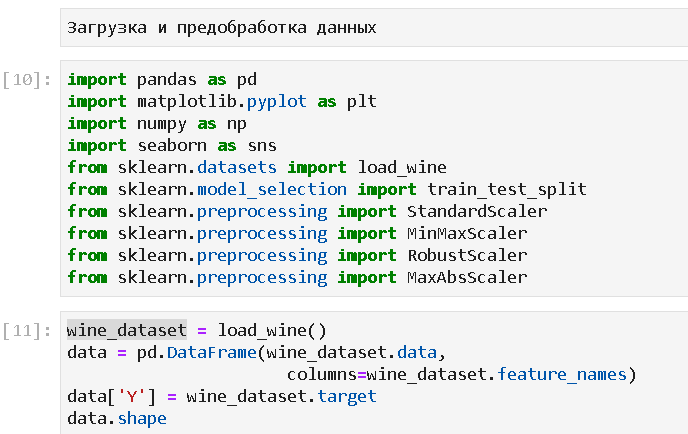 Загрузка и предобработка данных
[10]: import pandas as pd
import matplotlib.pyplot as plt
import numpy as np
import seaborn as sns
from sklearn.datasets import load_wine
from sklearn.model_selection import train_test_split
from sklearn.preprocessing import StandardScaler
from sklearn.preprocessing import MinMaxScaler
from sklearn.preprocessing import RobustScaler
from sklearn.preprocessing import MaxAbsScaler
[11]: wine_dataset = load_wine()
data = pd.DataFrame(wine_dataset.data,
columns=wine_dataset.feature_names)
data['Y'] = wine_dataset.target
data.shape